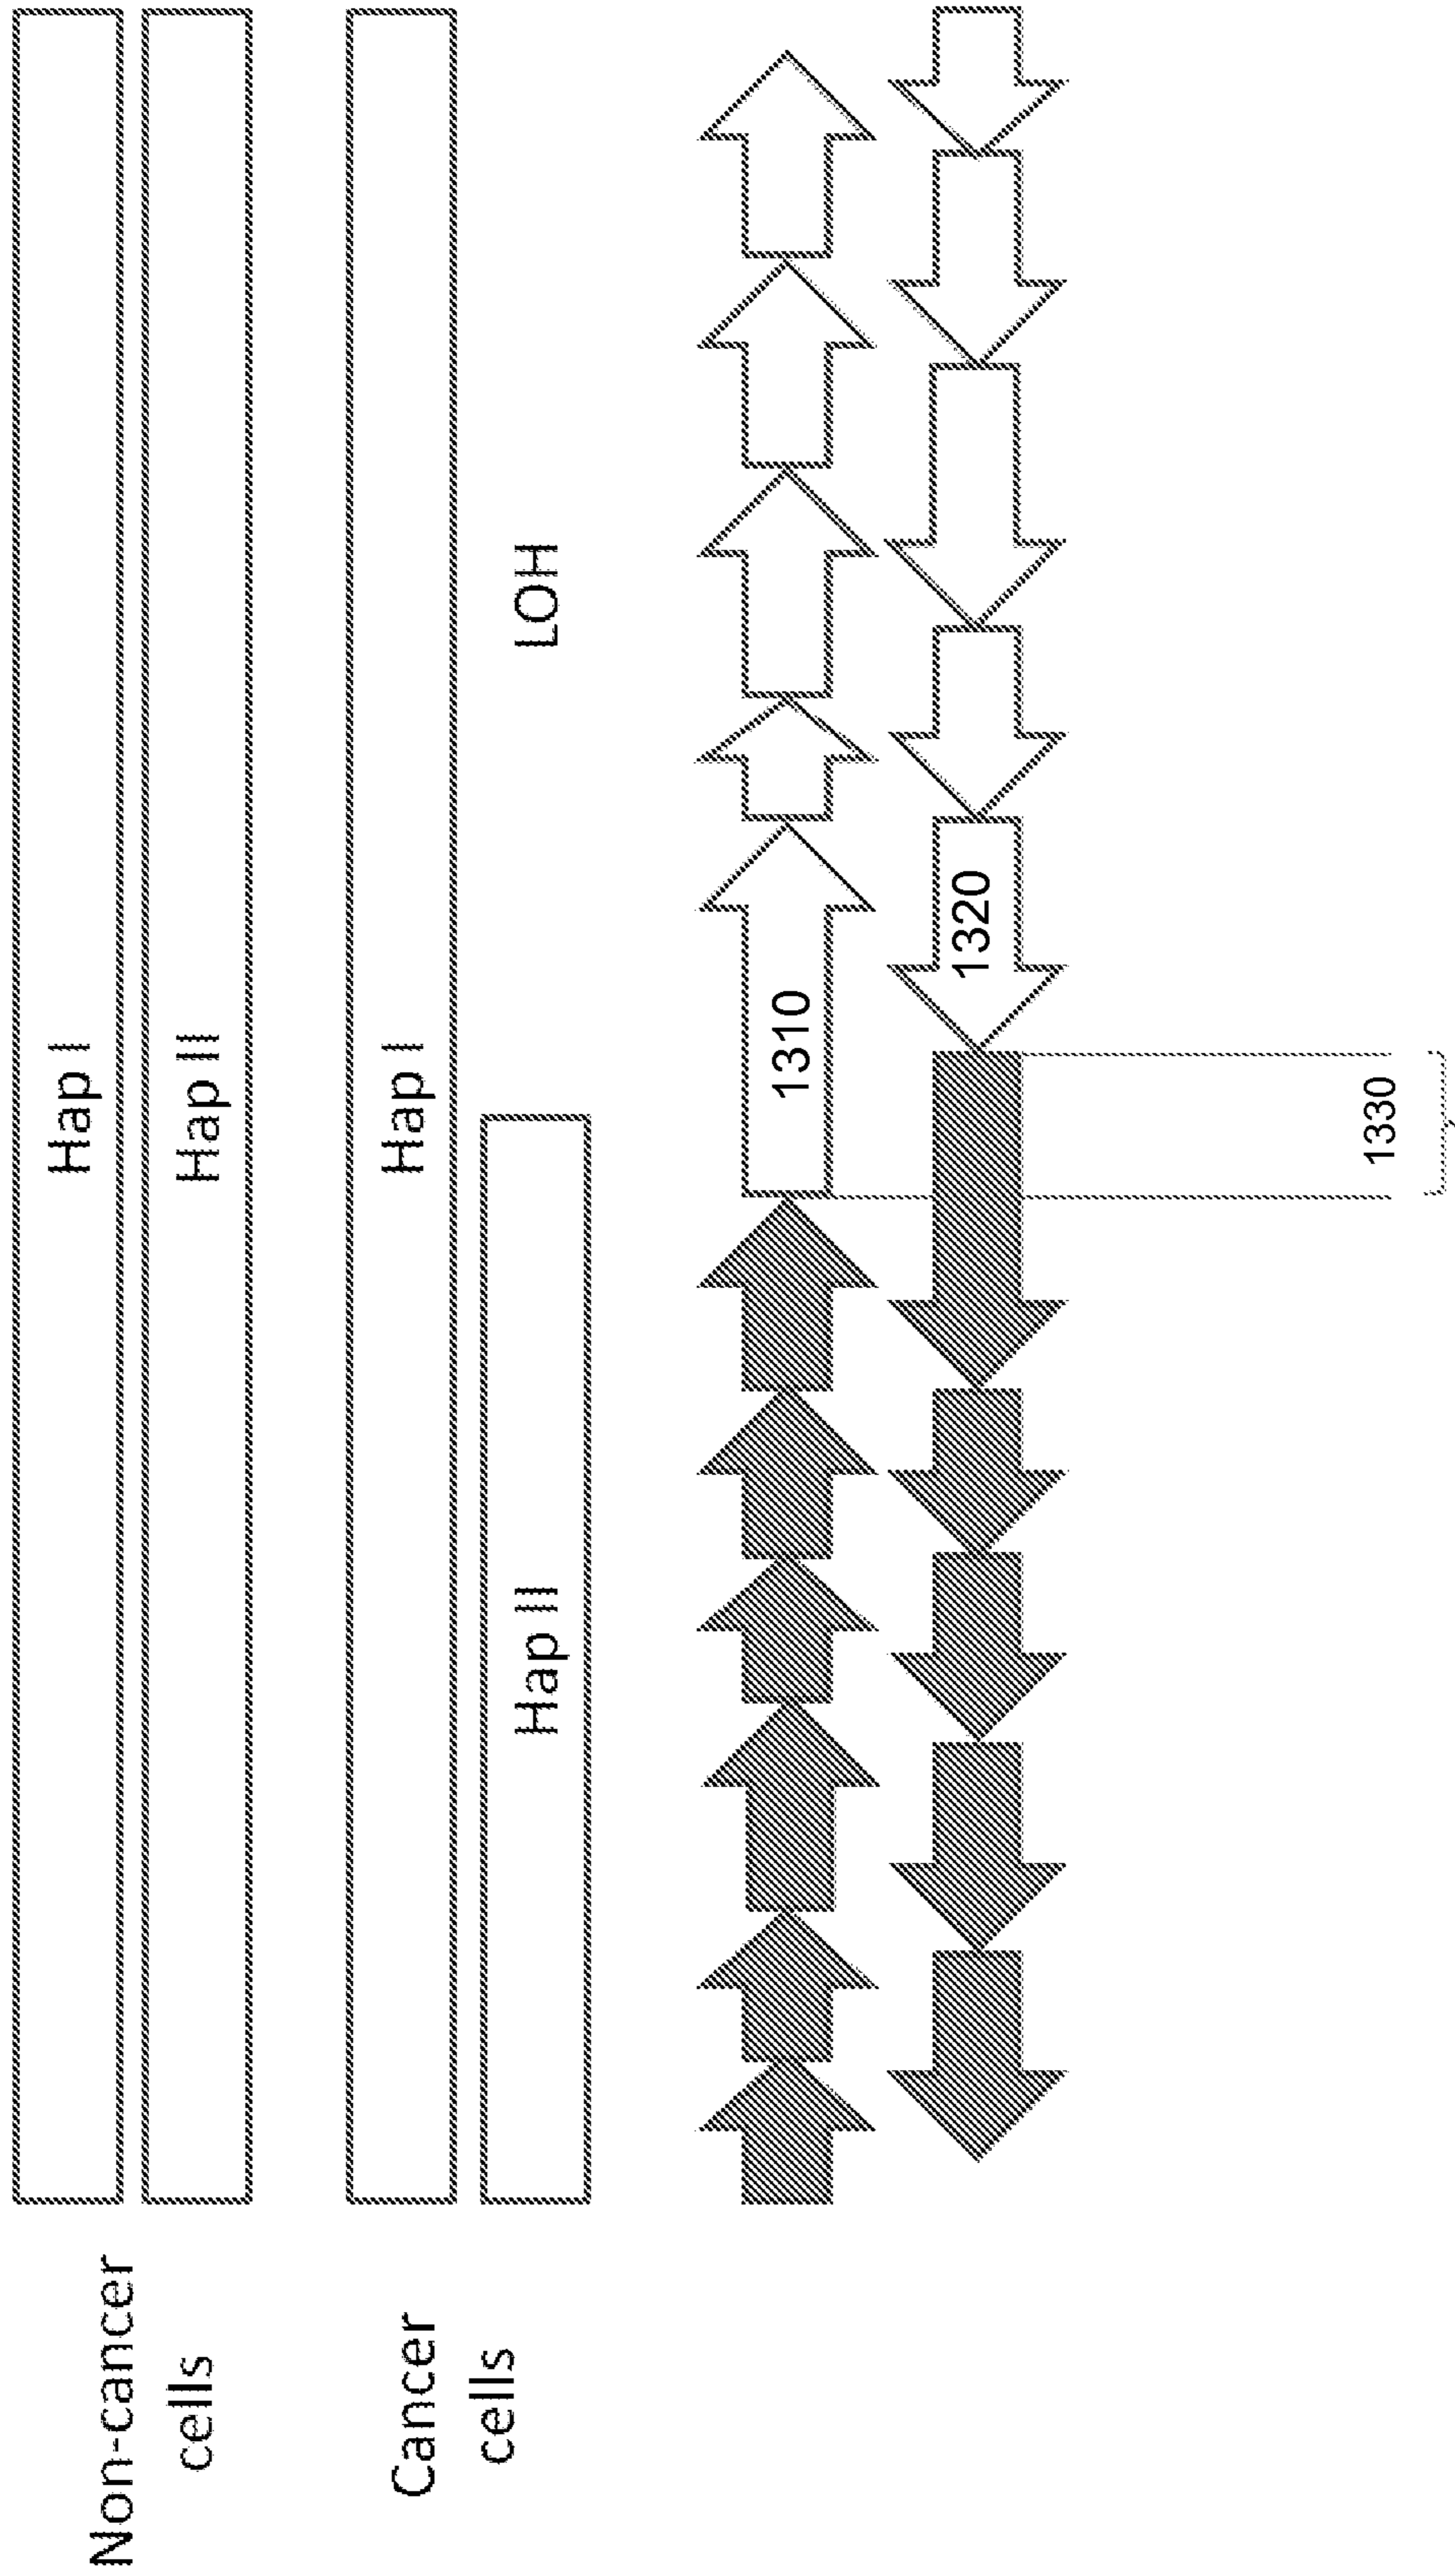 Non-cancer
cells
Hap I
Hap II
Cancer
cells
Hap I
Hap II
LOH
1310
1320
1330